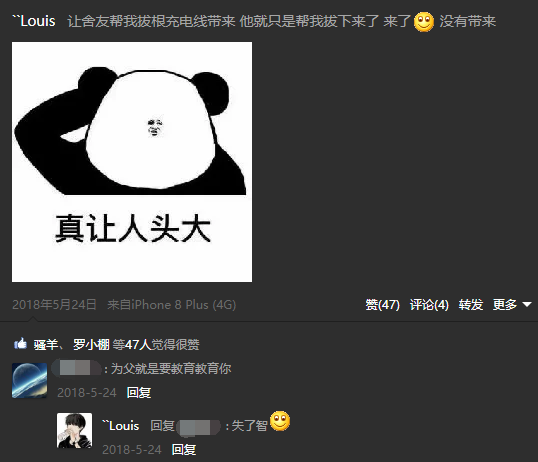 ``Louis 让舍友帮我拔根充电线带来 他就只是帮我拔下来了 来了 没有带来
真让人头大
2018年5月24日 来自iPhone 8 Plus (4G) 赞(47) 评论(4) 转发 更多
骚羊、 罗小棚 等47人觉得很赞
: 为父就是要教育教育你
2018-5-24 回复
``Louis 回复 : 失了智
2018-5-24 回复